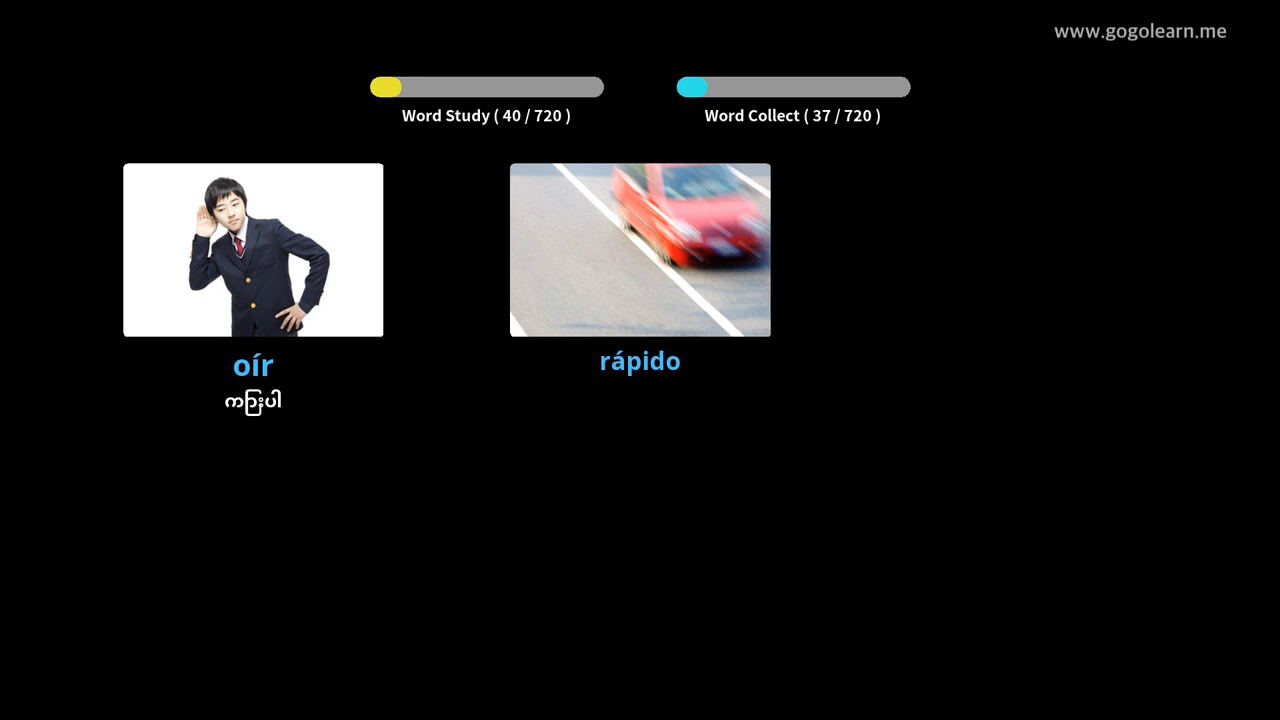 www.gogolearn.me
Word Study ( 40 / 720 )
Word Collect ( 37 / 720 )
oír
ကြားပါ
rápido